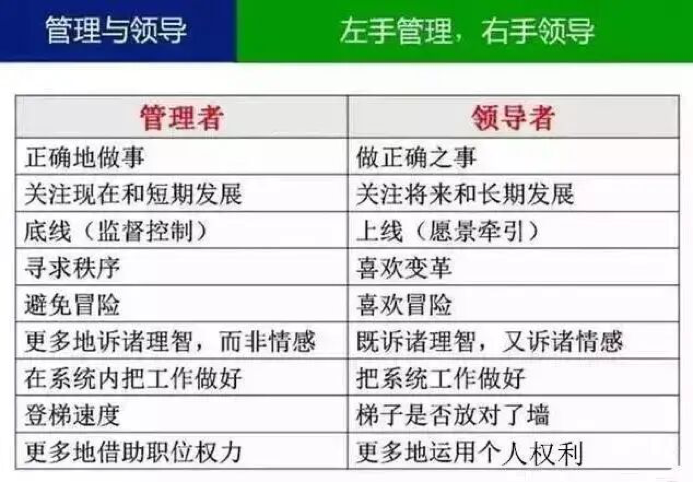 管理与领导
左手管理，右手领导
管理者 领导者
正确地做事 做正确之事
关注现在和短期发展 关注将来和长期发展
底线（监督控制） 上线（愿景牵引）
寻求秩序 喜欢变革
避免冒险 喜欢冒险
更多地诉诸理智，而非情感 既诉诸理智，又诉诸情感
在系统内把工作做好 把系统工作做好
登梯速度 梯子是否放对了墙
更多地借助职位权力 更多地运用个人权利